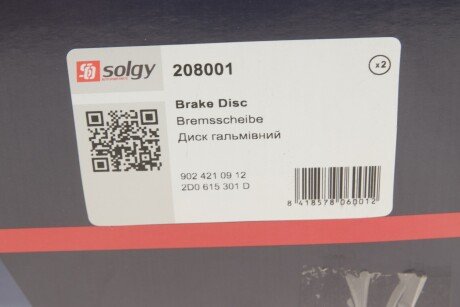 solgy
208001
x2
Brake Disc
Bremsscheibe
Диск гальмівний
902 421 09 12
2D0 615 301 D
8 418578 060012